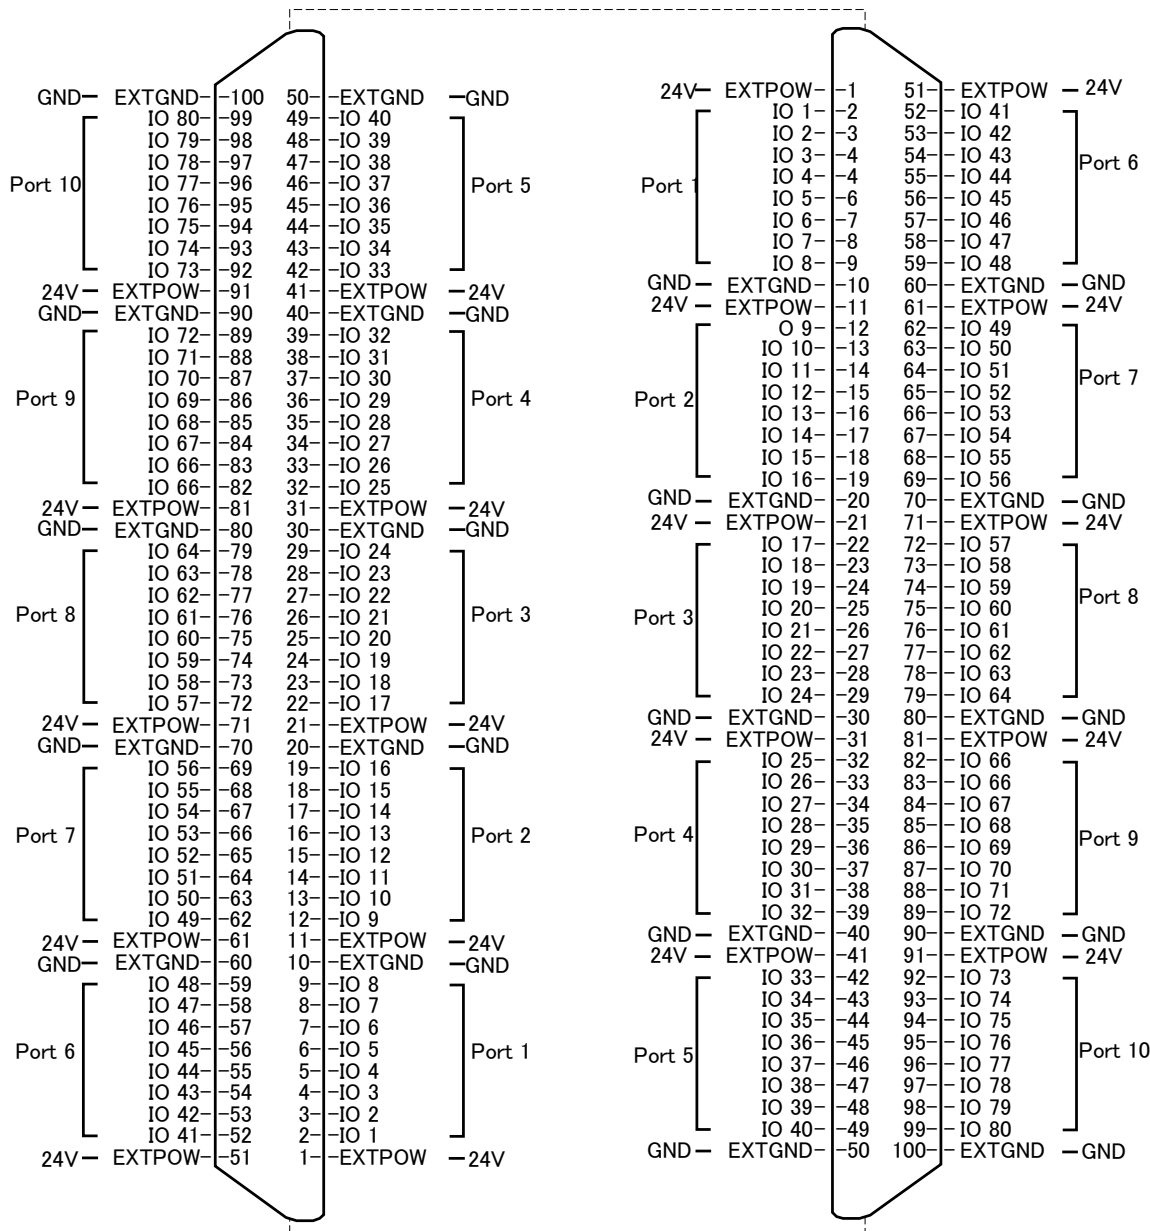 GND EXTGND 100 50 EXTGND GND
IO 80 99 49 IO 40
IO 79 98 48 IO 39
IO 78 97 47 IO 38
Port 10 IO 77 96 46 IO 37 Port 5
IO 76 95 45 IO 36
IO 75 94 44 IO 35
IO 74 93 43 IO 34
IO 73 92 42 IO 33
24V EXTPOW 91 41 EXTPOW 24V
GND EXTGND 90 40 EXTGND GND
IO 72 89 39 IO 32
IO 71 88 38 IO 31
IO 70 87 37 IO 30
Port 9 IO 69 86 36 IO 29 Port 4
IO 68 85 35 IO 28
IO 67 84 34 IO 27
IO 66 83 33 IO 26
IO 66 82 32 IO 25
24V EXTPOW 81 31 EXTPOW 24V
GND EXTGND 80 30 EXTGND GND
IO 64 79 29 IO 24
IO 63 78 28 IO 23
IO 62 77 27 IO 22
Port 8 IO 61 76 26 IO 21 Port 3
IO 60 75 25 IO 20
IO 59 74 24 IO 19
IO 58 73 23 IO 18
IO 57 72 22 IO 17
24V EXTPOW 71 21 EXTPOW 24V
GND EXTGND 70 20 EXTGND GND
IO 56 69 19 IO 16
IO 55 68 18 IO 15
IO 54 67 17 IO 14
Port 7 IO 53 66 16 IO 13 Port 2
IO 52 65 15 IO 12
IO 51 64 14 IO 11
IO 50 63 13 IO 10
IO 49 62 12 IO 9
24V EXTPOW 61 11 EXTPOW 24V
GND EXTGND 60 10 EXTGND GND
IO 48 59 9 IO 8
IO 47 58 8 IO 7
IO 46 57 7 IO 6
Port 6 IO 45 56 6 IO 5 Port 1
IO 44 55 5 IO 4
IO 43 54 4 IO 3
IO 42 53 3 IO 2
IO 41 52 2 IO 1
24V EXTPOW 51 1 EXTPOW 24V
24V EXTPOW 1 51 EXTPOW 24V
IO 1 2 52 IO 41
IO 2 3 53 IO 42
IO 3 4 54 IO 43 Port 6
Port 1 IO 4 4 55 IO 44
IO 5 6 56 IO 45
IO 6 7 57 IO 46
IO 7 8 58 IO 47
IO 8 9 59 IO 48
GND EXTGND 10 60 EXTGND GND
24V EXTPOW 11 61 EXTPOW 24V
O 9 12 62 IO 49
IO 10 13 63 IO 50
IO 11 14 64 IO 51 Port 7
Port 2 IO 12 15 65 IO 52
IO 13 16 66 IO 53
IO 14 17 67 IO 54
IO 15 18 68 IO 55
IO 16 19 69 IO 56
GND EXTGND 20 70 EXTGND GND
24V EXTPOW 21 71 EXTPOW 24V
IO 17 22 72 IO 57
IO 18 23 73 IO 58
IO 19 24 74 IO 59 Port 8
Port 3 IO 20 25 75 IO 60
IO 21 26 76 IO 61
IO 22 27 77 IO 62
IO 23 28 78 IO 63
IO 24 29 79 IO 64
GND EXTGND 30 80 EXTGND GND
24V EXTPOW 31 81 EXTPOW 24V
IO 25 32 82 IO 66
IO 26 33 83 IO 66
IO 27 34 84 IO 67
Port 4 IO 28 35 85 IO 68 Port 9
IO 29 36 86 IO 69
IO 30 37 87 IO 70
IO 31 38 88 IO 71
IO 32 39 89 IO 72
GND EXTGND 40 90 EXTGND GND
24V EXTPOW 41 91 EXTPOW 24V
IO 33 42 92 IO 73
IO 34 43 93 IO 74
IO 35 44 94 IO 75
Port 5 IO 36 45 95 IO 76 Port 10
IO 37 46 96 IO 77
IO 38 47 97 IO 78
IO 39 48 98 IO 79
IO 40 49 99 IO 80
GND EXTGND 50 100 EXTGND GND